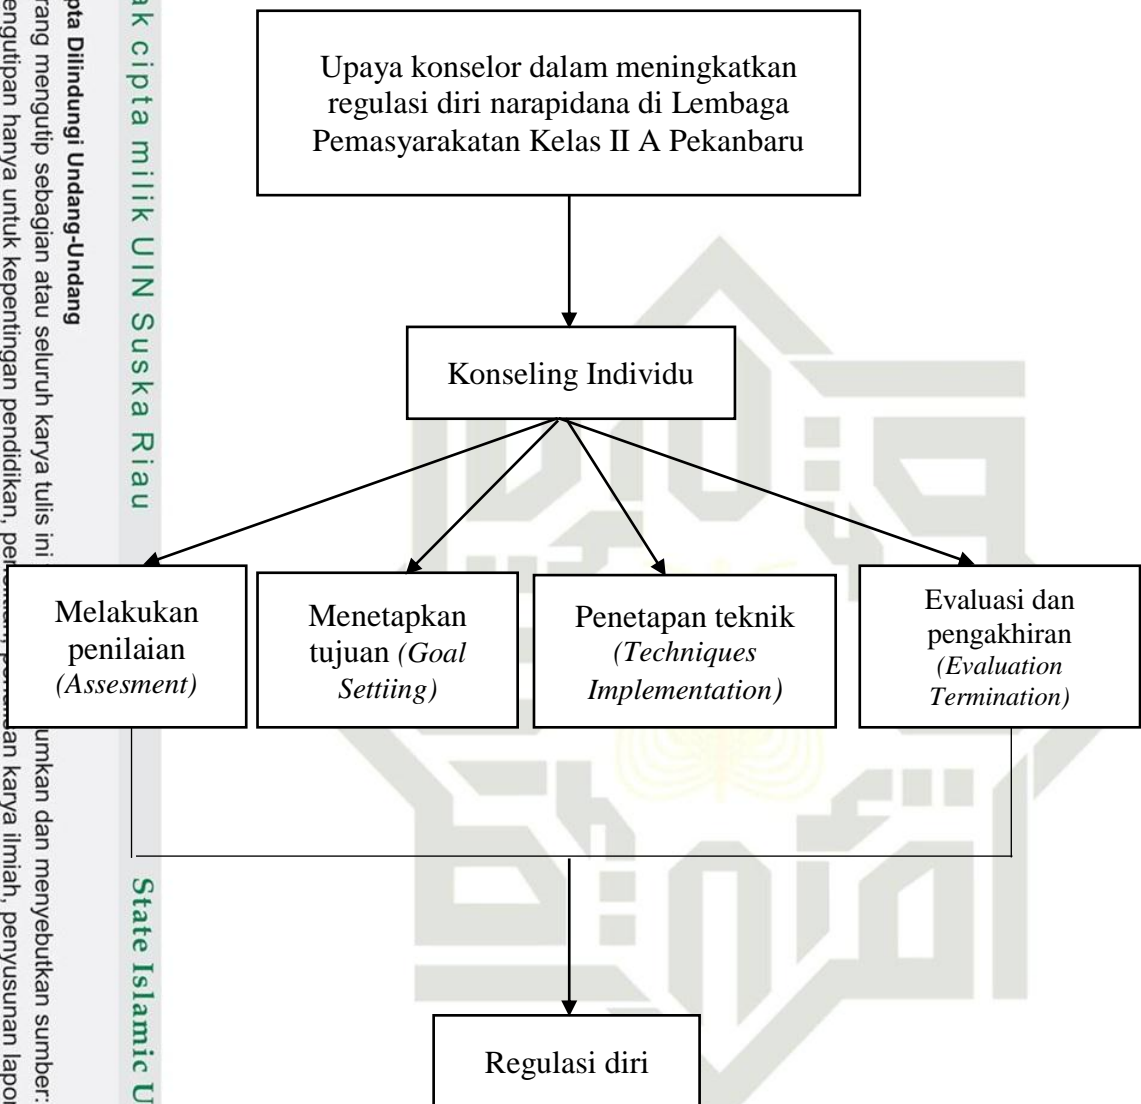 Upaya konselor dalam meningkatkan
regulasi diri narapidana di Lembaga
Pemasyarakatan Kelas II A Pekanbaru
Konseling Individu
Melakukan
penilaian
(Assesment)
Menetapkan
tujuan (Goal
Settiing)
Penetapan teknik
(Techniques
Implementation)
Evaluasi dan
pengakhiran
(Evaluation
Termination)
Regulasi diri
ak cipta milik UIN Suska Riau
State Islamic U
pta Dilindungi Undang-Undang
rang mengutip sebagian atau seluruh karya tulis ini
umkan dan menyebutkan sumber:
engutipan hanya untuk kepentingan pendidikan,
an karya ilmiah, penyusunan lapor